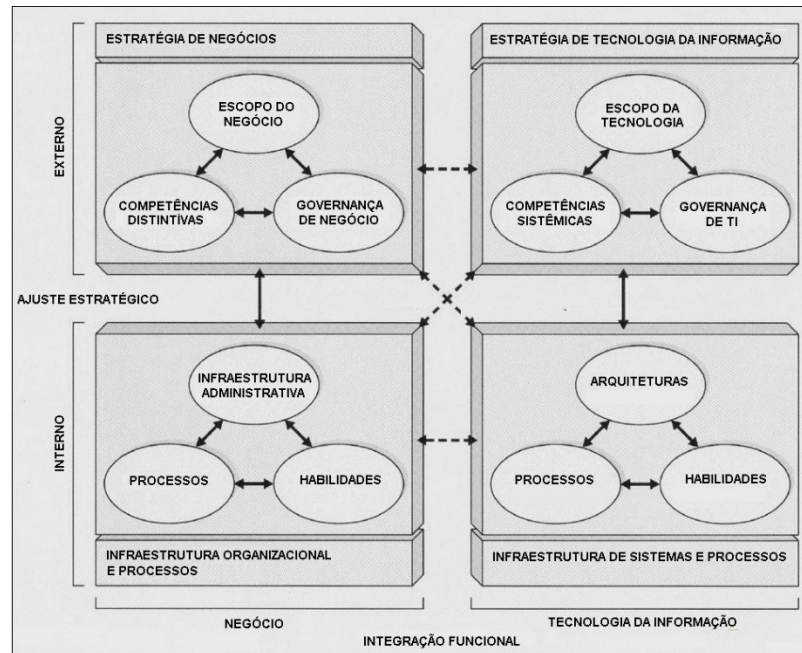 ESTRATÉGIA DE NEGÓCIOS
ESTRATÉGIA DE TECNOLOGIA DA INFORMAÇÃO
EXTERNO
ESCOPO DO
NEGÓCIO
COMPETÊNCIAS
DISTINTÍVAS
GOVERNANÇA
DE NEGÓCIO
ESCOPO DA
TECNOLOGIA
COMPETÊNCIAS
SISTÊMICAS
GOVERNANÇA
DE TI
AJUSTE ESTRATÉGICO
INTERNO
INFRAESTRUTURA
ADMINISTRATIVA
PROCESSOS
HABILIDADES
ARQUITETURAS
PROCESSOS
HABILIDADES
INFRAESTRUTURA ORGANIZACIONAL
E PROCESSOS
INFRAESTRUTURA DE SISTEMAS E PROCESSOS
NEGÓCIO
TECNOLOGIA DA INFORMAÇÃO
INTEGRAÇÃO FUNCIONAL